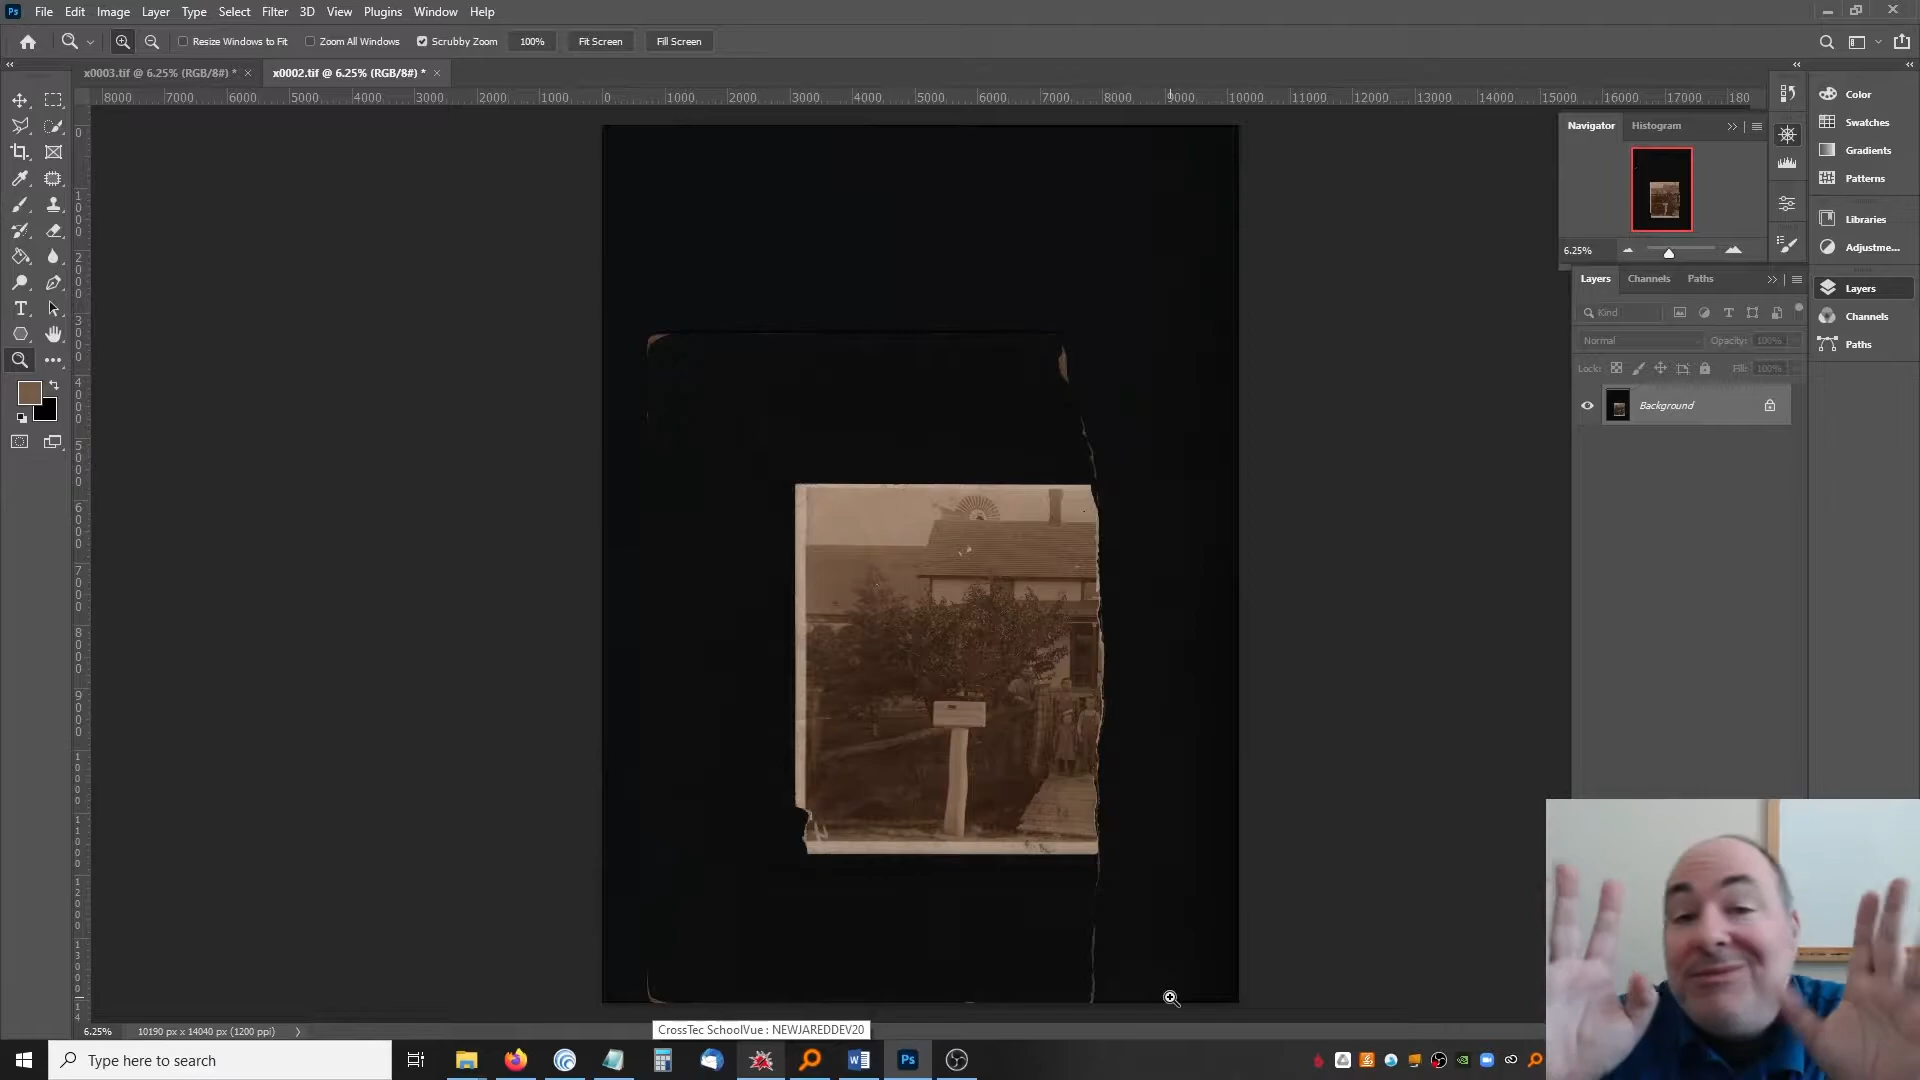 Ps File Edit Image Layer Type Select Filter 3D View Plugins Window Help
Resize Windows to Fit Zoom All Windows Scrubby Zoom 100% Fit Screen Fill Screen
x0003.tif @ 6.25% (RGB/8#) * × x0002.tif @ 6.25% (RGB/8#) * ×
8000 7000 6000 5000 4000 3000 2000 1000 0 1000 2000 3000 4000 5000 6000 7000 8000 9000 10000 11000 12000 13000 14000 15000 16000 17000 180
Navigator Histogram
6.25%
Color
Swatches
Gradients
Patterns
Libraries
Adjustme...
Layers
Channels
Paths
Layers Channels Paths
Kind
Normal Opacity: 100%
Lock: Fill: 100%
Background
6.25% 10190 px x 14040 px (1200 ppi)
CrossTec SchoolVue : NEWJAREDDEV20
Type here to search
Ps